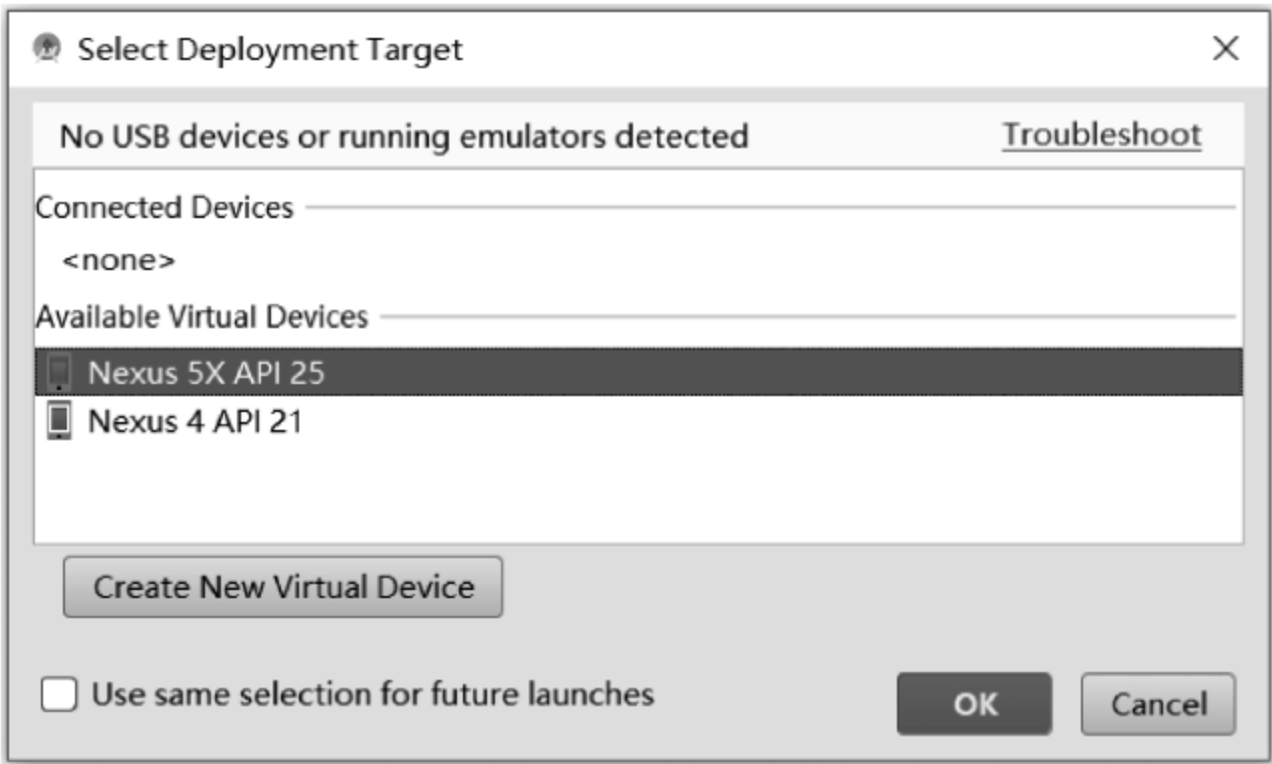 Select Deployment Target
No USB devices or running emulators detected Troubleshoot
Connected Devices
<none>
Available Virtual Devices
Nexus 5X API 25
Nexus 4 API 21
Create New Virtual Device
Use same selection for future launches
OK Cancel